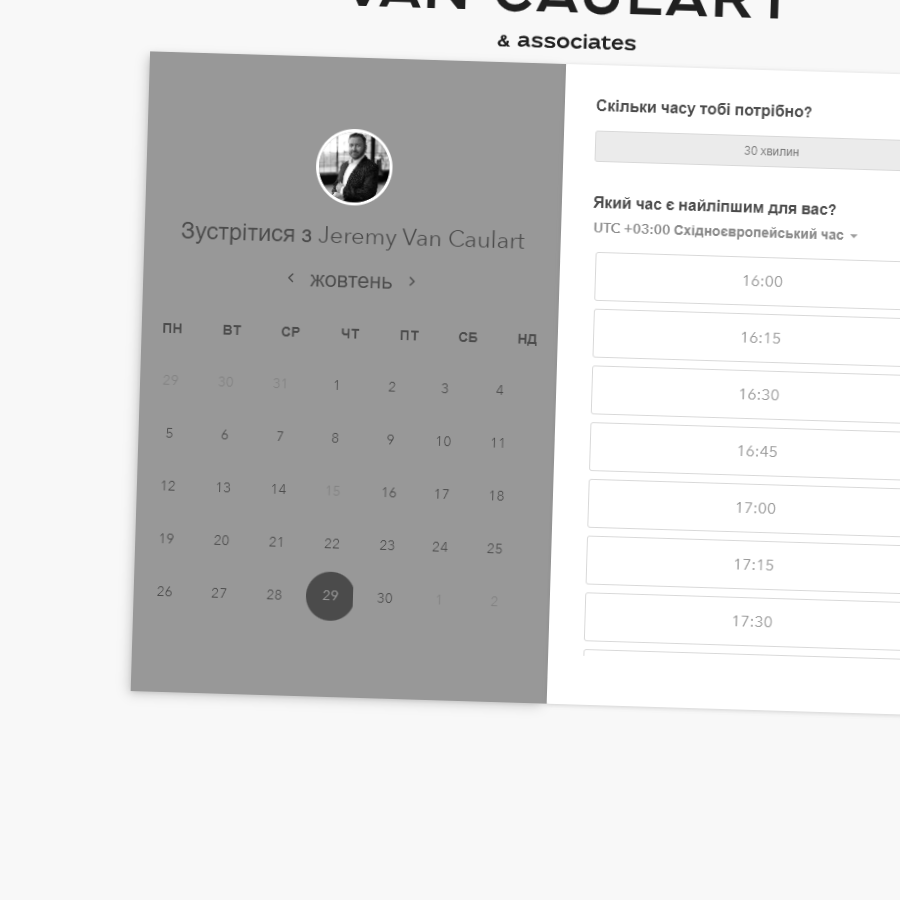 VAN CAULART
& associates
Зустрітися з Jeremy Van Caulart
жовтень
ПН ВТ СР ЧТ ПТ СБ НД
29 30 31 1 2 3 4
5 6 7 8 9 10 11
12 13 14 15 16 17 18
19 20 21 22 23 24 25
26 27 28 29 30 1 2
Скільки часу тобі потрібно?
30 хвилин
Який час є найліпшим для вас?
UTC +03:00 Східноєвропейський час
16:00
16:15
16:30
16:45
17:00
17:15
17:30